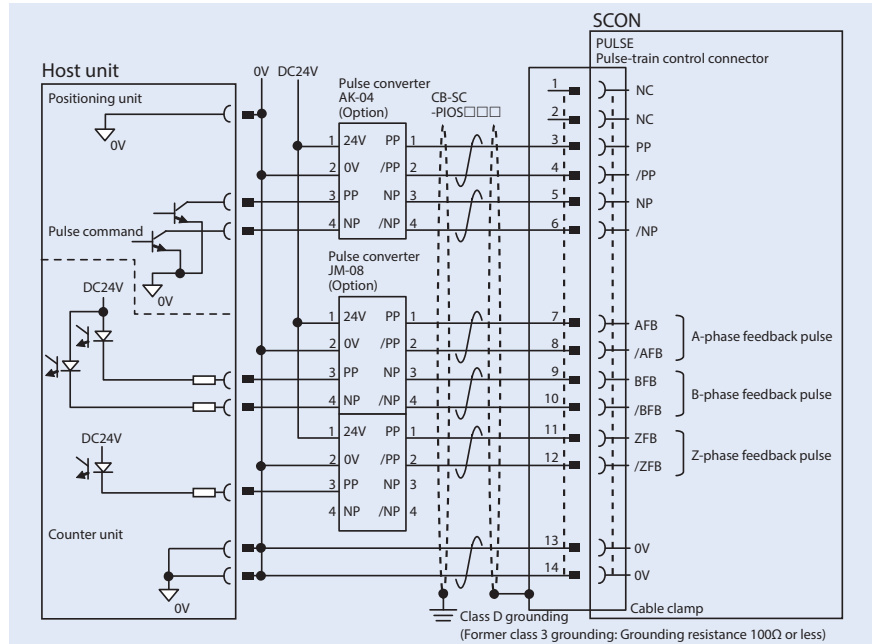 SCON
PULSE
Pulse-train control connector
Host unit
0V DC24V
Positioning unit
Pulse converter
AK-04
(Option)
CB-SC
-PIOS□□□
0V
1 24V PP 1
2 0V /PP 2
3 PP NP 3
4 NP /NP 4
1 NC
2 NC
3 PP
4 /PP
5 NP
6 /NP
Pulse command
0V
Pulse converter
JM-08
(Option)
DC24V
1 24V PP 1
2 0V /PP 2
3 PP NP 3
4 NP /NP 4
7 AFB
8 /AFB
A-phase feedback pulse
9 BFB
10 /BFB
B-phase feedback pulse
DC24V
1 24V PP 1
2 0V /PP 2
3 PP NP 3
4 NP /NP 4
11 ZFB
12 /ZFB
Z-phase feedback pulse
Counter unit
0V
13 0V
14 0V
Cable clamp
Class D grounding
(Former class 3 grounding: Grounding resistance 100Ω or less)